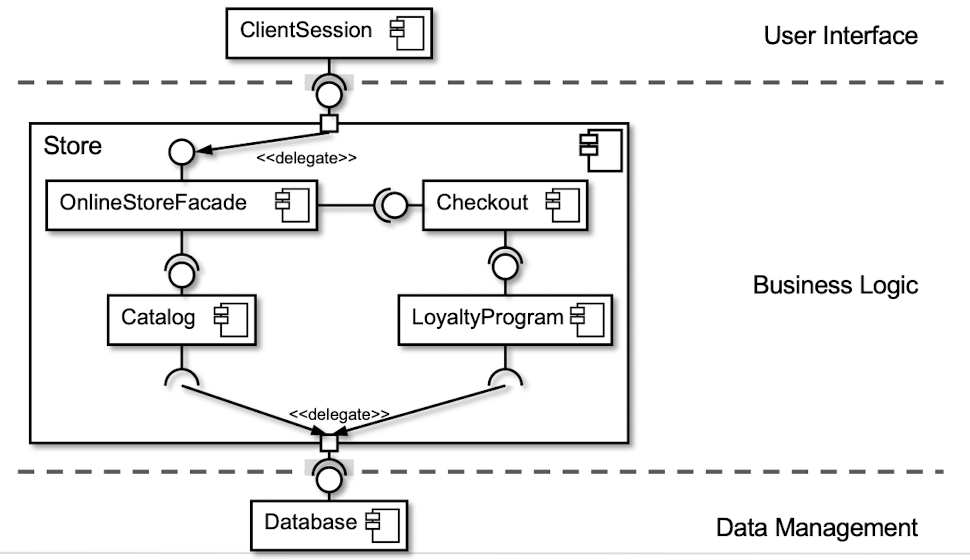 ClientSession
User Interface
Store
<<delegate>>
OnlineStoreFacade
Checkout
Business Logic
Catalog
LoyaltyProgram
<<delegate>>
Database
Data Management